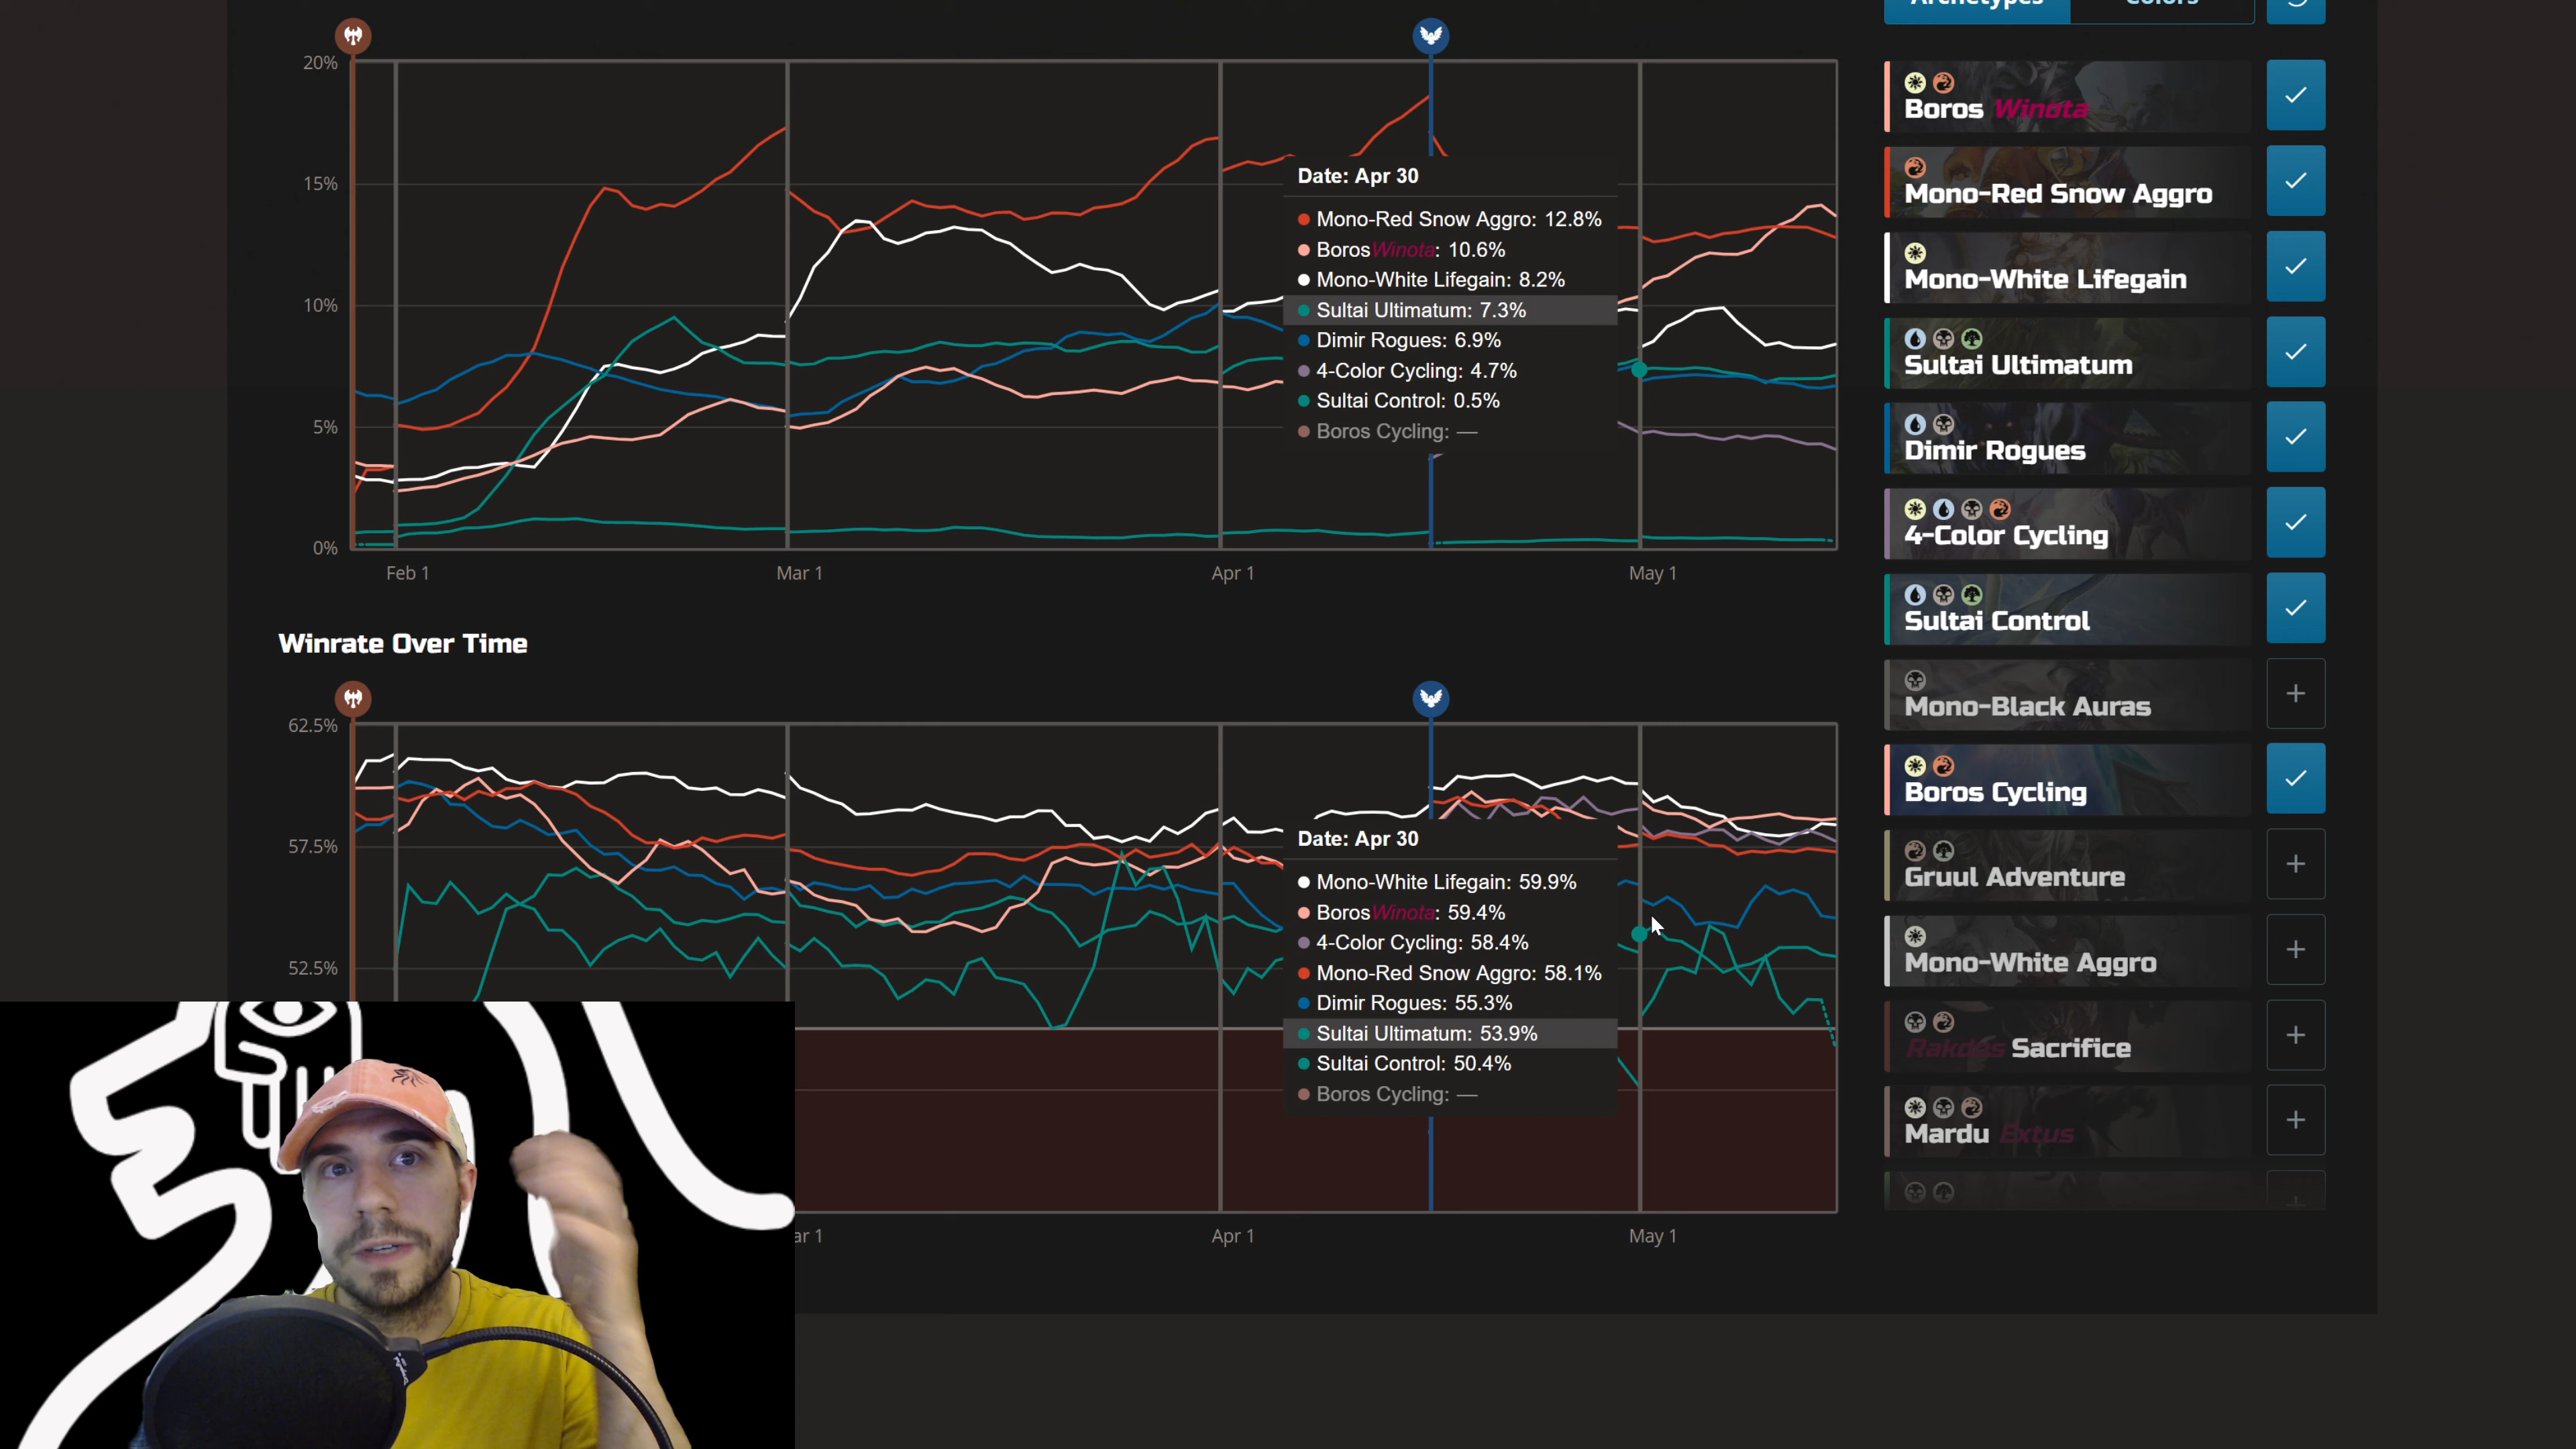 Archetypes
Colors
20%
15%
10%
5%
0%
Feb 1
Mar 1
Apr 1
May 1
Date: Apr 30
Mono-Red Snow Aggro: 12.8%
Boros Winota: 10.6%
Mono-White Lifegain: 8.2%
Sultai Ultimatum: 7.3%
Dimir Rogues: 6.9%
4-Color Cycling: 4.7%
Sultai Control: 0.5%
Boros Cycling: —
Winrate Over Time
62.5%
57.5%
52.5%
ar 1
Apr 1
May 1
Date: Apr 30
Mono-White Lifegain: 59.9%
Boros Winota: 59.4%
4-Color Cycling: 58.4%
Mono-Red Snow Aggro: 58.1%
Dimir Rogues: 55.3%
Sultai Ultimatum: 53.9%
Sultai Control: 50.4%
Boros Cycling: —
Boros Winota
Mono-Red Snow Aggro
Mono-White Lifegain
Sultai Ultimatum
Dimir Rogues
4-Color Cycling
Sultai Control
Mono-Black Auras
Boros Cycling
Gruul Adventure
Mono-White Aggro
Rakdos Sacrifice
Mardu Extus